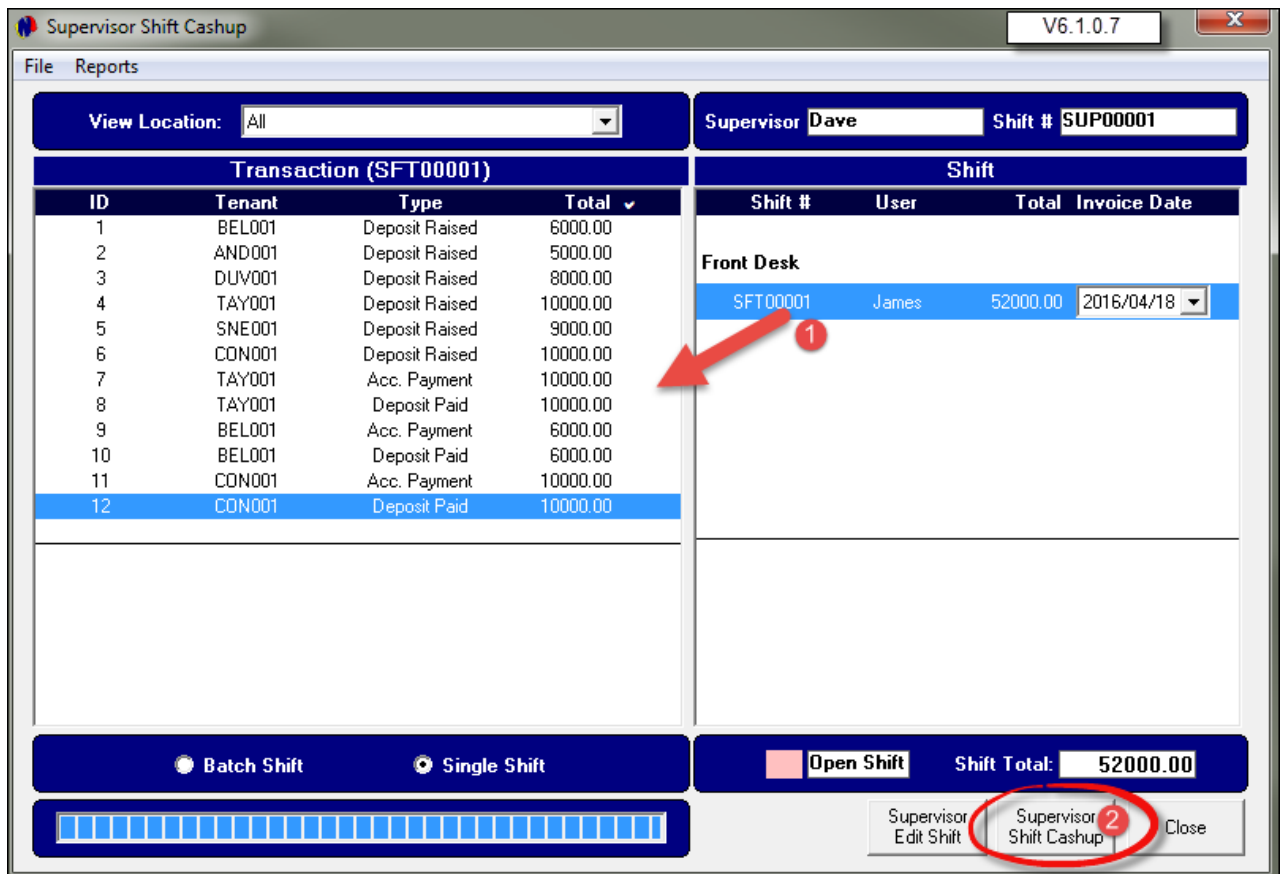 Supervisor Shift Cashup V6.1.0.7 X
File Reports
View Location: All Supervisor Dave Shift # SUP00001
Transaction (SFT00001) Shift
ID Tenant Type Total Shift # User Total Invoice Date
1 BEL001 Deposit Raised 6000.00
2 AND001 Deposit Raised 5000.00
Front Desk
3 DUV001 Deposit Raised 8000.00
4 TAY001 Deposit Raised 10000.00 SFT00001 James 52000.00 2016/04/18
5 SNE001 Deposit Raised 9000.00
1
6 CON001 Deposit Raised 10000.00
7 TAY001 Acc. Payment 10000.00
8 TAY001 Deposit Paid 10000.00
9 BEL001 Acc. Payment 6000.00
10 BEL001 Deposit Paid 6000.00
11 CON001 Acc. Payment 10000.00
12 CON001 Deposit Paid 10000.00
Batch Shift Single Shift Open Shift Shift Total: 52000.00
Supervisor Edit Shift Supervisor Shift Cashup 2 Close